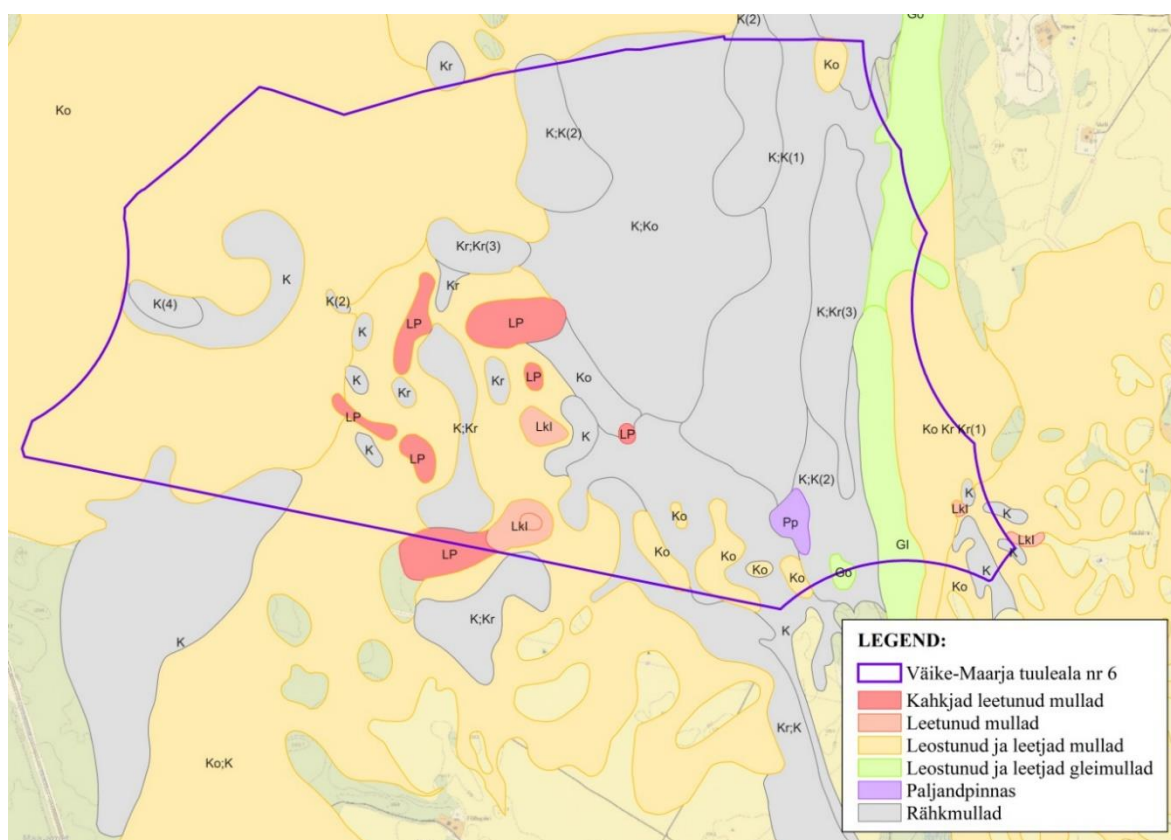 K(2)
Go
Ko
Kr
Ko
K;K(2)
K;K(1)
K;Ko
Kr;Kr(3)
K
Kr
K(4)
K(2)
K
LP
LP
K;Kr(3)
Ko
K
Kr
Kr
LP
LP
Lkl
K;Kr
K
LP
Ko Kr Kr(1)
K
LP
K;K(2)
K
Lkl
Ko
Pp
K
Lkl
Lkl
K
LP
Ko
Ko
GI
Ko
Ko
Go
K
Ko
K;Kr
K
K
Kr;K
Ko;K
LEGEND:
Väike-Maarja tuuleala nr 6
Kahkjad leetunud mullad
Leetunud mullad
Leostunud ja leetjad mullad
Leostunud ja leetjad gleimullad
Paljandpinnas
Rähkmullad